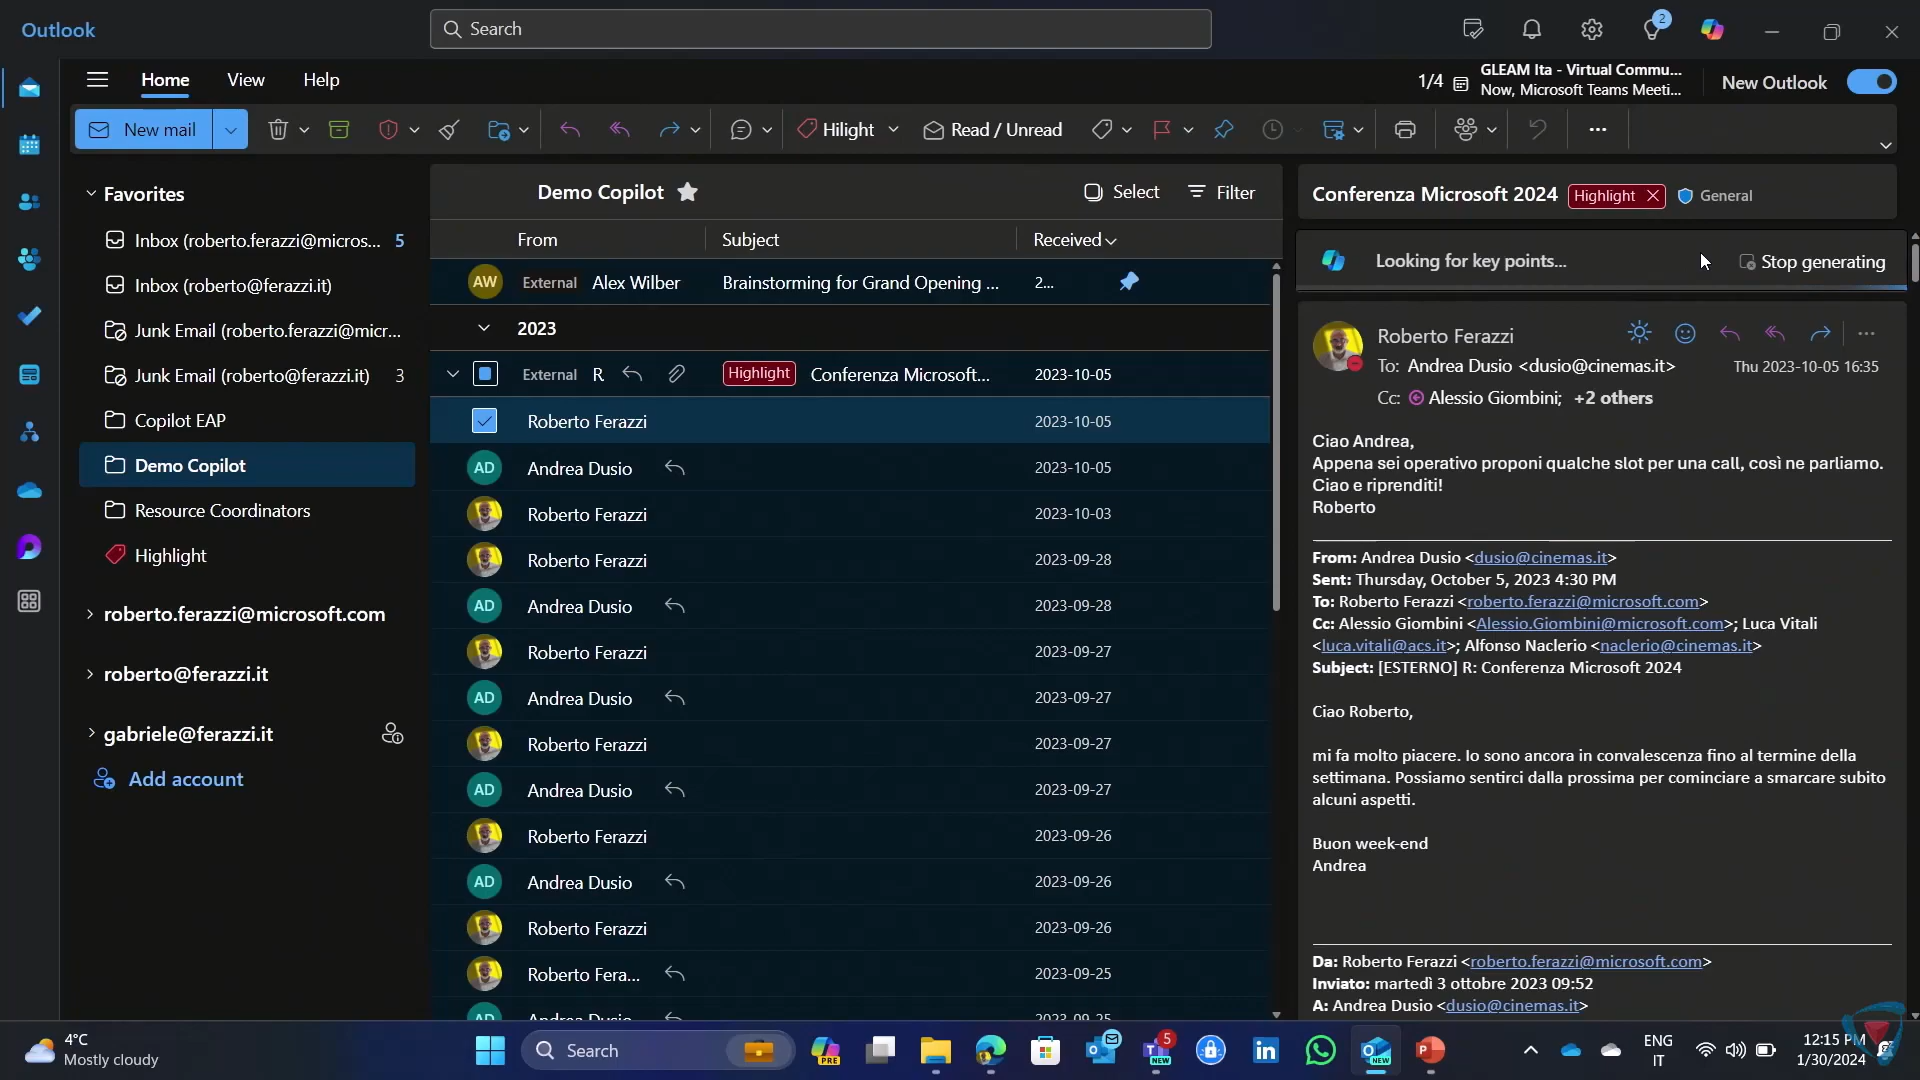 Outlook
Search
2
Home
View
Help
1/4
GLEAM Ita - Virtual Commu...
Now, Microsoft Teams Meeti...
New Outlook
New mail
Hilight
Read / Unread
Favorites
Inbox (roberto.ferazzi@micros... 5
Inbox (roberto@ferazzi.it)
Junk Email (roberto.ferazzi@micr...
Junk Email (roberto@ferazzi.it) 3
Copilot EAP
Demo Copilot
Resource Coordinators
Highlight
roberto.ferazzi@microsoft.com
roberto@ferazzi.it
gabriele@ferazzi.it
Add account
Demo Copilot
Select
Filter
From
Subject
Received
AW External Alex Wilber Brainstorming for Grand Opening ... 2...
2023
External R Highlight Conferenza Microsoft... 2023-10-05
Roberto Ferazzi 2023-10-05
AD Andrea Dusio 2023-10-05
Roberto Ferazzi 2023-10-03
Roberto Ferazzi 2023-09-28
AD Andrea Dusio 2023-09-28
Roberto Ferazzi 2023-09-27
AD Andrea Dusio 2023-09-27
Roberto Ferazzi 2023-09-27
AD Andrea Dusio 2023-09-27
Roberto Ferazzi 2023-09-26
AD Andrea Dusio 2023-09-26
Roberto Ferazzi 2023-09-26
Roberto Fera... 2023-09-25
AD Andrea Dusio 2023-09-25
Conferenza Microsoft 2024 Highlight General
Looking for key points...
Stop generating
Roberto Ferazzi
To: Andrea Dusio <dusio@cinemas.it> Thu 2023-10-05 16:35
Cc: Alessio Giombini; +2 others
Ciao Andrea,
Appena sei operativo proponi qualche slot per una call, così ne parliamo.
Ciao e riprenditi!
Roberto
From: Andrea Dusio <dusio@cinemas.it>
Sent: Thursday, October 5, 2023 4:30 PM
To: Roberto Ferazzi <roberto.ferazzi@microsoft.com>
Cc: Alessio Giombini <Alessio.Giombini@microsoft.com>; Luca Vitali
<luca.vitali@acs.it>; Alfonso Naclerio <naclerio@cinemas.it>
Subject: [ESTERNO] R: Conferenza Microsoft 2024
Ciao Roberto,
mi fa molto piacere. Io sono ancora in convalescenza fino al termine della
settimana. Possiamo sentirci dalla prossima per cominciare a smarcare subito
alcuni aspetti.
Buon week-end
Andrea
Da: Roberto Ferazzi <roberto.ferazzi@microsoft.com>
Inviato: martedì 3 ottobre 2023 09:52
A: Andrea Dusio <dusio@cinemas.it>
4°C
Mostly cloudy
Search
PRE
NEW
5
NEW
ENG
IT
12:15 PM
1/30/2024